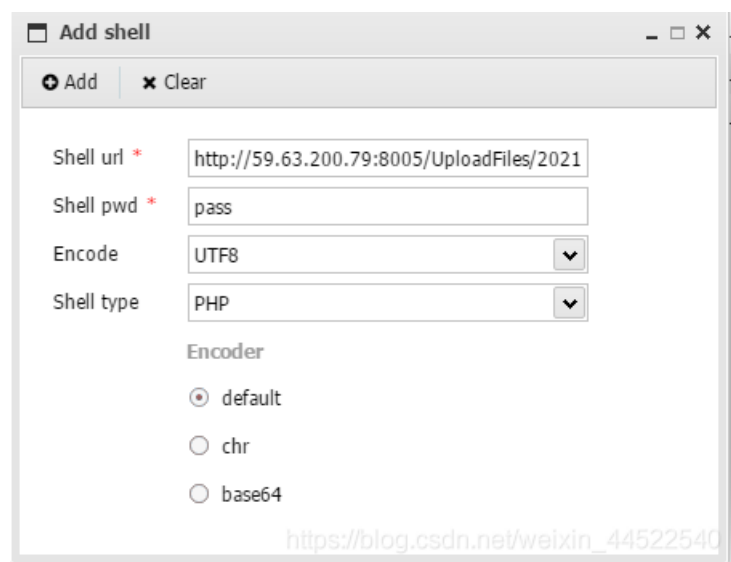 Add shell
Add Clear
Shell url * http://59.63.200.79:8005/UploadFiles/2021
Shell pwd * pass
Encode UTF8
Shell type PHP
Encoder
default
chr
base64
https://blog.csdn.net/weixin_44522540